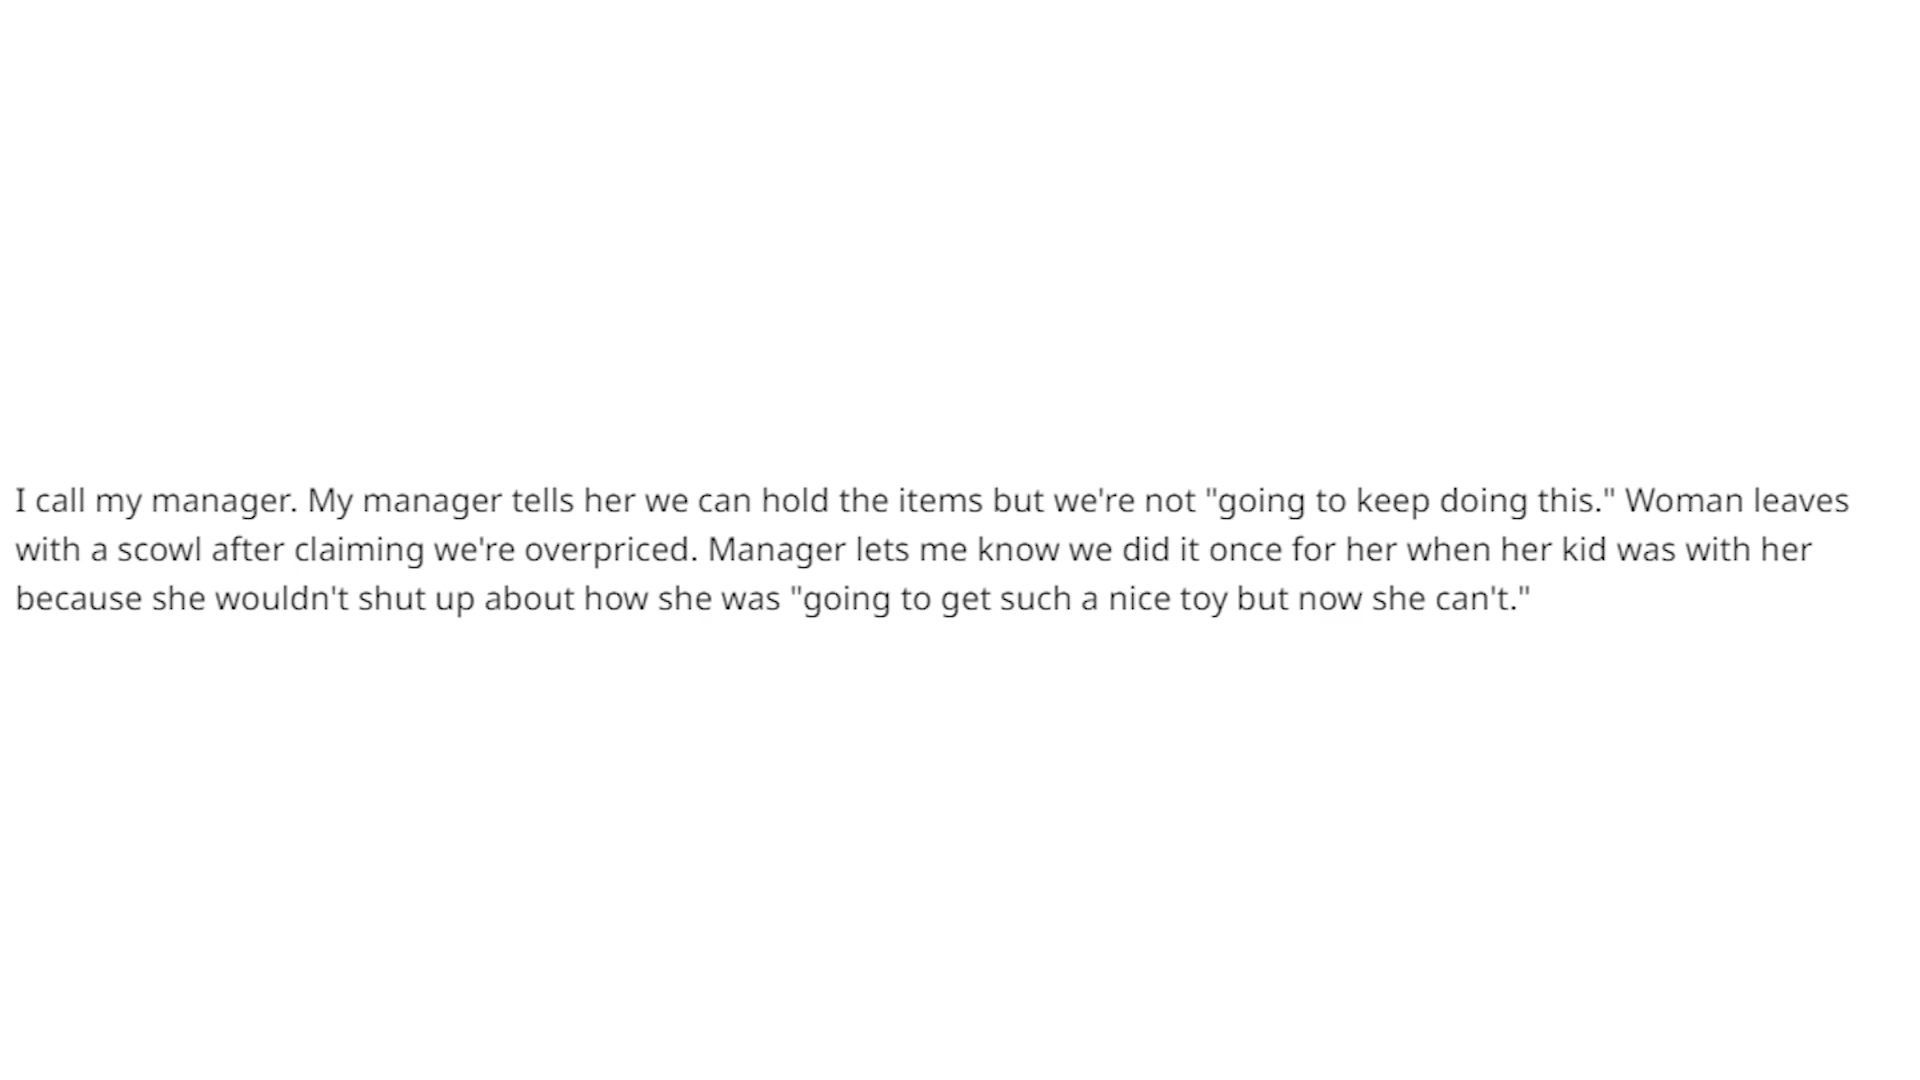 I call my manager. My manager tells her we can hold the items but we're not "going to keep doing this." Woman leaves
with a scowl after claiming we're overpriced. Manager lets me know we did it once for her when her kid was with her
because she wouldn't shut up about how she was "going to get such a nice toy but now she can't."